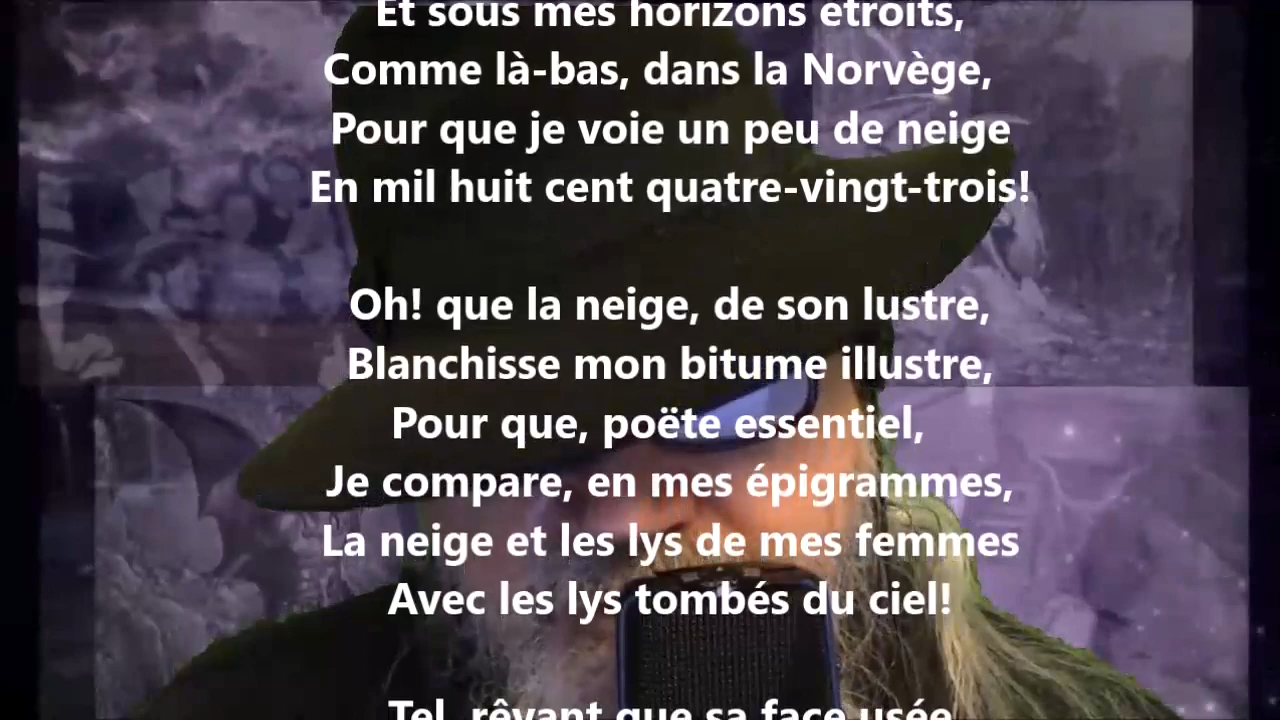 Et sous mes horizons étroits,
Comme là-bas, dans la Norvège,
Pour que je voie un peu de neige
En mil huit cent quatre-vingt-trois!
Oh! que la neige, de son lustre,
Blanchisse mon bitume illustre,
Pour que, poëte essentiel,
Je compare, en mes épigrammes,
La neige et les lys de mes femmes
Avec les lys tombés du ciel!
Tel, rêvant que sa face usée